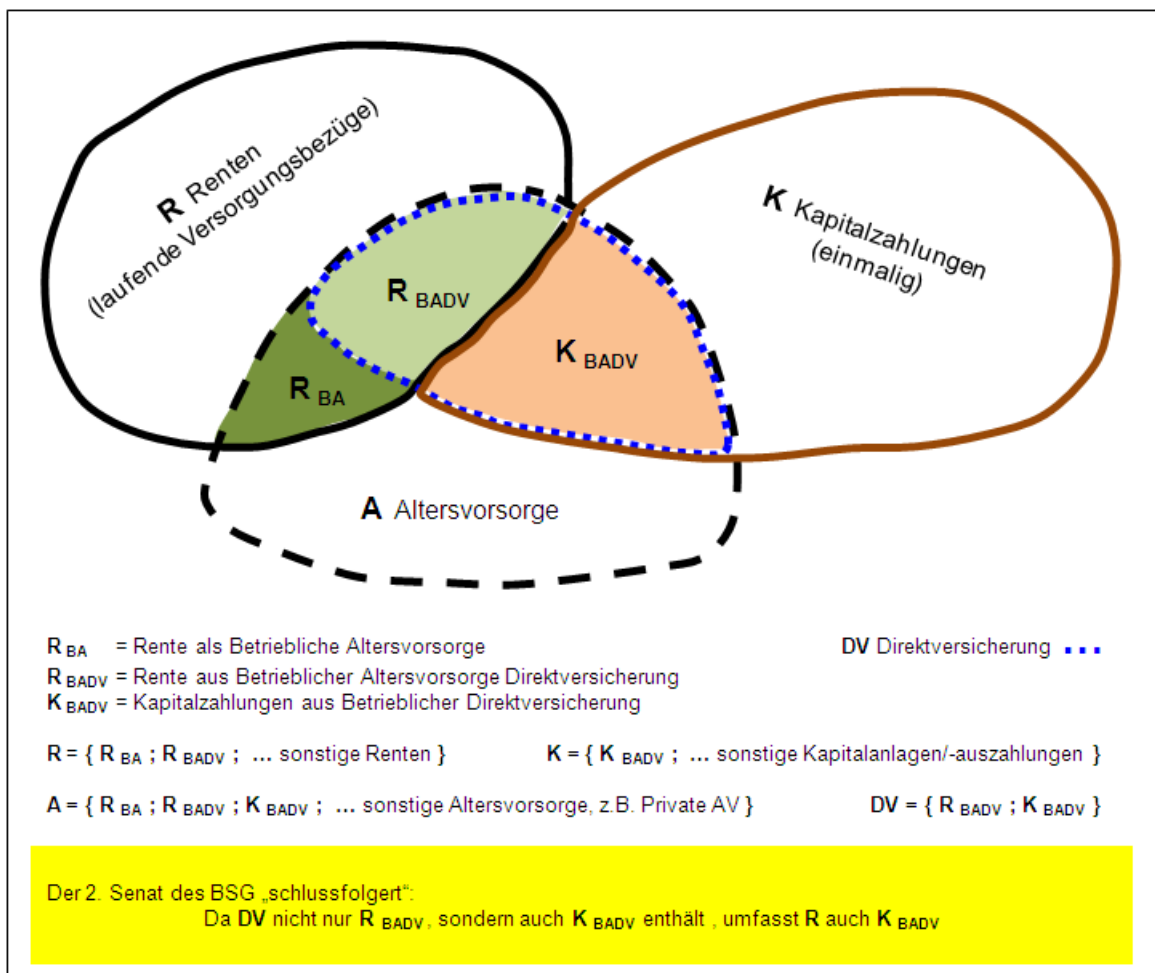 R Renten
(laufende Versorgungsbezüge)
K Kapitalzahlungen
(einmalig)
R BADV
K BADV
R BA
A Altersvorsorge
R BA = Rente als Betriebliche Altersvorsorge
DV Direktversicherung ...
R BADV = Rente aus Betrieblicher Altersvorsorge Direktversicherung
K BADV = Kapitalzahlungen aus Betrieblicher Direktversicherung
R = { R BA ; R BADV ; ... sonstige Renten }
K = { K BADV ; ... sonstige Kapitalanlagen/-auszahlungen }
A = { R BA ; R BADV ; K BADV ; ... sonstige Altersvorsorge, z.B. Private AV }
DV = { R BADV ; K BADV }
Der 2. Senat des BSG „schlussfolgert“:
Da DV nicht nur R BADV , sondern auch K BADV enthält , umfasst R auch K BADV